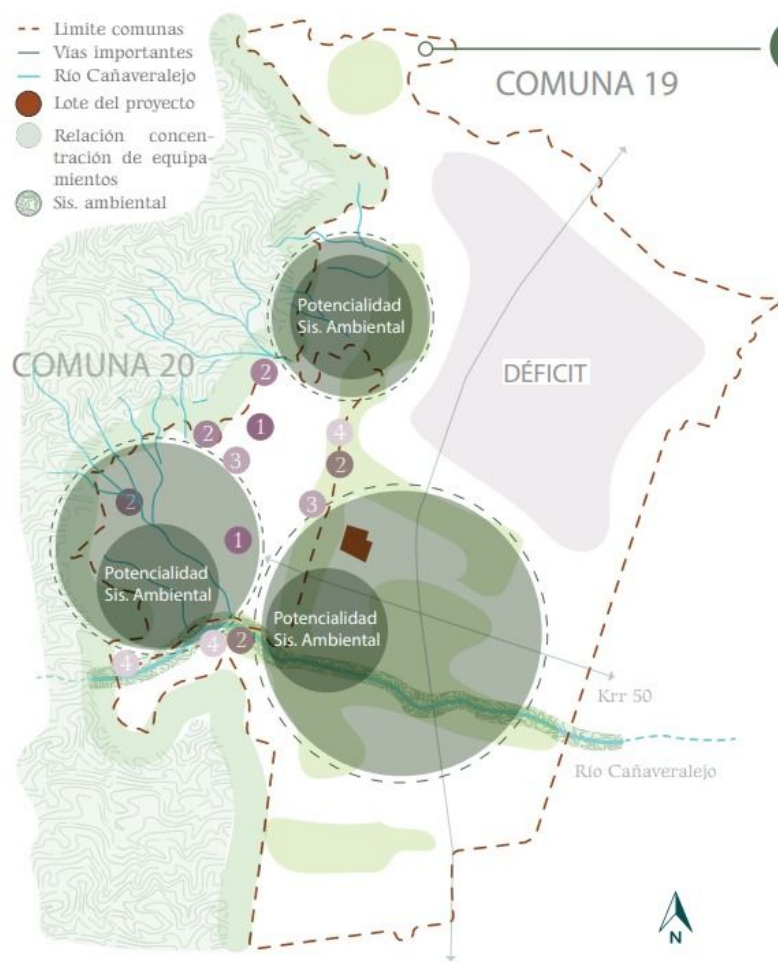 Limite comunas
Vías importantes
Río Cañaveralejo
Lote del proyecto
Relación concen-
tración de equipa-
mientos
Sis. ambiental
COMUNA 19
Potencialidad
Sis. Ambiental
COMUNA 20
DÉFICIT
2
2
1
4
3
2
2
3
1
Potencialidad
Sis. Ambiental
Potencialidad
Sis. Ambiental
4
2
4
Krr 50
Río Cañaveralejo
N